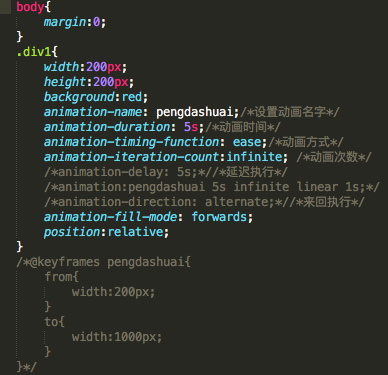 body{
    margin:0;
}
.div1{
    width:200px;
    height:200px;
    background:red;
    animation-name: pengdashuai;/*设置动画名字*/
    animation-duration: 5s;/*动画时间*/
    animation-timing-function: ease;/*动画方式*/
    animation-iteration-count:infinite; /*动画次数*/
    /*animation-delay: 5s;*//*延迟执行*/
    /*animation:pengdashuai 5s infinite linear 1s;*/
    /*animation-direction: alternate;*//*来回执行*/
    animation-fill-mode: forwards;
    position:relative;
}
/*@keyframes pengdashuai{
    from{
        width:200px;
    }
    to{
        width:1000px;
    }
}*/